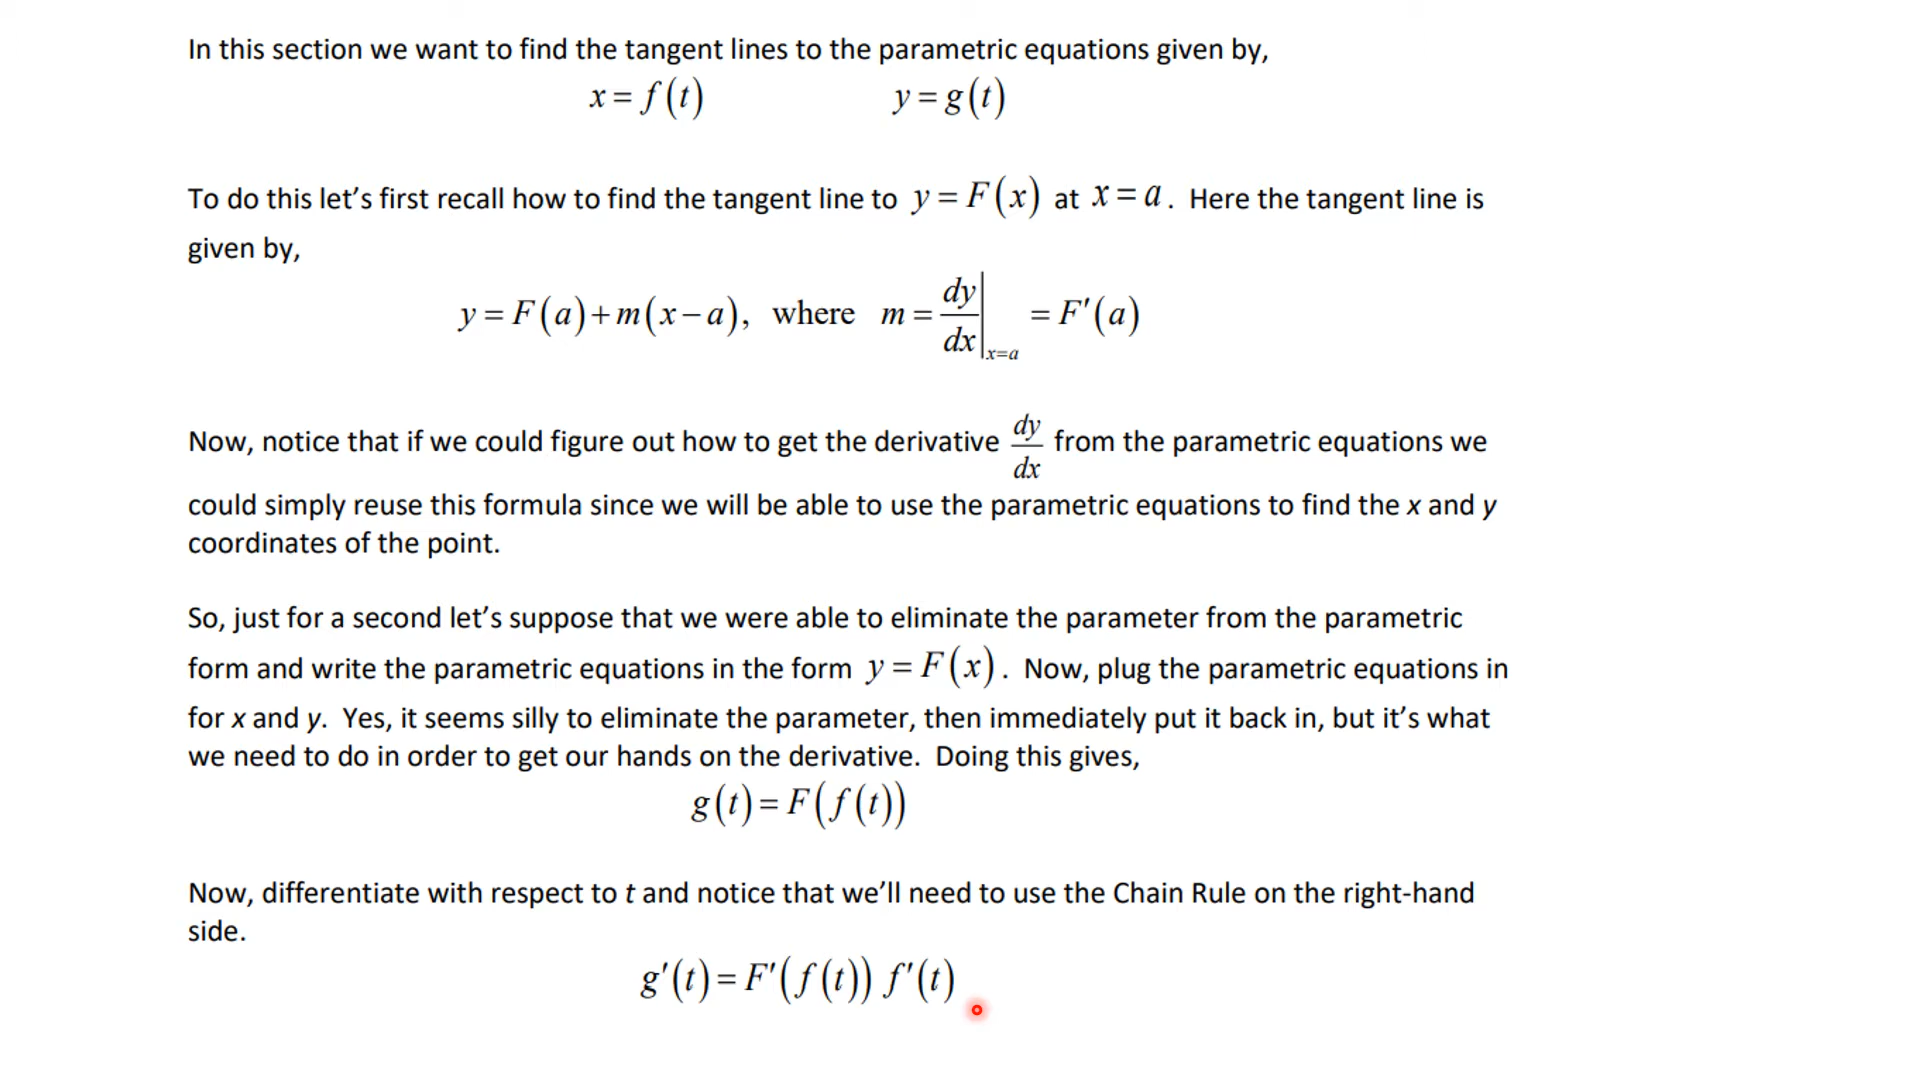 In this section we want to find the tangent lines to the parametric equations given by,
x = f(t) y = g(t)
To do this let’s first recall how to find the tangent line to y = F(x) at x = a. Here the tangent line is
given by,
y = F(a) + m(x − a), where m = dy/dx|x=a = F′(a)
Now, notice that if we could figure out how to get the derivative dy/dx from the parametric equations we
could simply reuse this formula since we will be able to use the parametric equations to find the x and y
coordinates of the point.
So, just for a second let’s suppose that we were able to eliminate the parameter from the parametric
form and write the parametric equations in the form y = F(x). Now, plug the parametric equations in
for x and y. Yes, it seems silly to eliminate the parameter, then immediately put it back in, but it’s what
we need to do in order to get our hands on the derivative. Doing this gives,
g(t) = F(f(t))
Now, differentiate with respect to t and notice that we’ll need to use the Chain Rule on the right-hand
side.
g′(t) = F′(f(t)) f′(t)